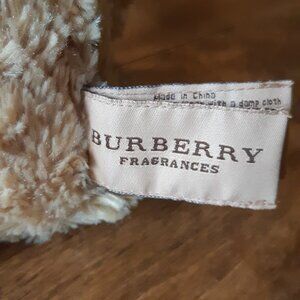 Made in China
with a damp cloth
BURBERRY
FRAGRANCES